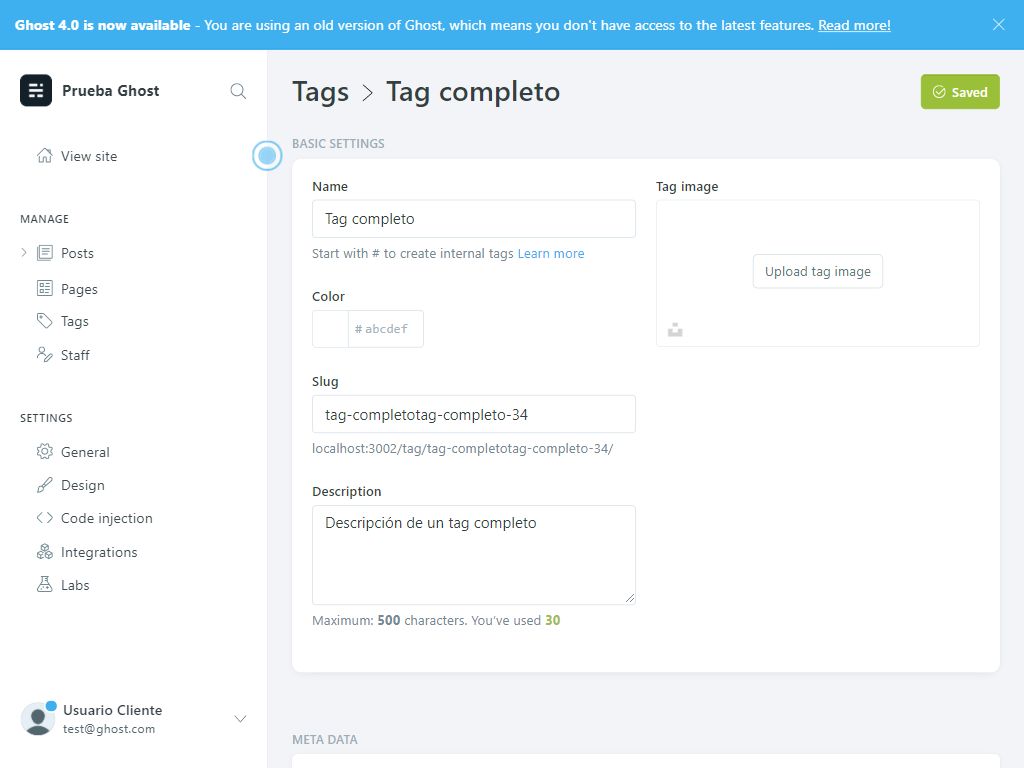 Ghost 4.0 is now available - You are using an old version of Ghost, which means you don't have access to the latest features. Read more!
Prueba Ghost
View site
MANAGE
Posts
Pages
Tags
Staff
SETTINGS
General
Design
Code injection
Integrations
Labs
Usuario Cliente
test@ghost.com
Tags > Tag completo
Saved
BASIC SETTINGS
Name
Tag completo
Start with # to create internal tags Learn more
Color
# abcdef
Slug
tag-completotag-completo-34
localhost:3002/tag/tag-completotag-completo-34/
Description
Descripción de un tag completo
Maximum: 500 characters. You've used 30
Tag image
Upload tag image
META DATA